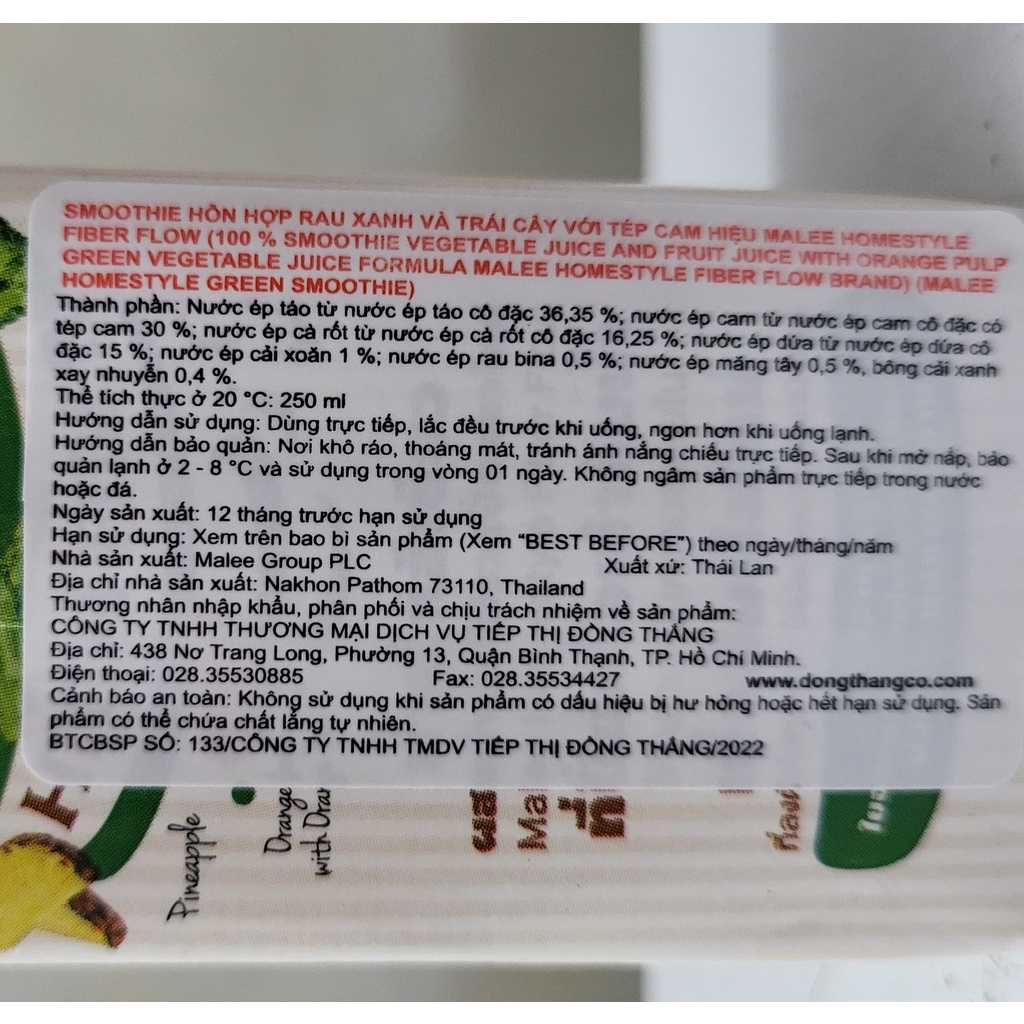 SMOOTHIE HỖN HỢP RAU XANH VÀ TRÁI CÂY VỚI TÉP CAM HIỆU MALEE HOMESTYLE
FIBER FLOW (100 % SMOOTHIE VEGETABLE JUICE AND FRUIT JUICE WITH ORANGE PULP
GREEN VEGETABLE JUICE FORMULA MALEE HOMESTYLE FIBER FLOW BRAND) (MALEE
HOMESTYLE GREEN SMOOTHIE)
Thành phần: Nước ép táo từ nước ép táo cô đặc 36,35 %; nước ép cam từ nước ép cam cô đặc có
tép cam 30 %; nước ép cà rốt từ nước ép cà rốt cô đặc 16,25 %; nước ép dứa từ nước ép dứa cô
đặc 15 %; nước ép cải xoăn 1 %; nước ép rau bina 0,5 %; nước ép măng tây 0,5 %, bông cải xanh
xay nhuyễn 0,4 %.
Thể tích thực ở 20 °C: 250 ml
Hướng dẫn sử dụng: Dùng trực tiếp, lắc đều trước khi uống, ngon hơn khi uống lạnh.
Hướng dẫn bảo quản: Nơi khô ráo, thoáng mát, tránh ánh nắng chiếu trực tiếp. Sau khi mở nắp, bảo
quản lạnh ở 2 - 8 °C và sử dụng trong vòng 01 ngày. Không ngâm sản phẩm trực tiếp trong nước
hoặc đá.
Ngày sản xuất: 12 tháng trước hạn sử dụng
Hạn sử dụng: Xem trên bao bì sản phẩm (Xem “BEST BEFORE”) theo ngày/tháng/năm
Nhà sản xuất: Malee Group PLC Xuất xứ: Thái Lan
Địa chỉ nhà sản xuất: Nakhon Pathom 73110, Thailand
Thương nhân nhập khẩu, phân phối và chịu trách nhiệm về sản phẩm:
CÔNG TY TNHH THƯƠNG MẠI DỊCH VỤ TIẾP THỊ ĐỒNG THẮNG
Địa chỉ: 438 Nơ Trang Long, Phường 13, Quận Bình Thạnh, TP. Hồ Chí Minh.
Điện thoại: 028.35530885 Fax: 028.35534427 www.dongthangco.com
Cảnh báo an toàn: Không sử dụng khi sản phẩm có dấu hiệu bị hư hỏng hoặc hết hạn sử dụng. Sản
phẩm có thể chứa chất lắng tự nhiên.
BTCBSP SỐ: 133/CÔNG TY TNHH TMDV TIẾP THỊ ĐỒNG THẮNG/2022
Pineapple
Orange
with